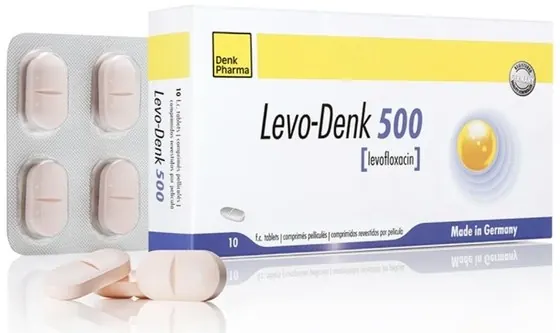 Denk
Pharma
Levo-Denk 500
[levofloxacin]
10
f.c. tablets | comprimés pelliculés | comprimidos revestidos por película
Made in Germany
10 f.c. tablets | comprimés pelliculés |
comprimidos revestidos por película
Levo-Denk 500